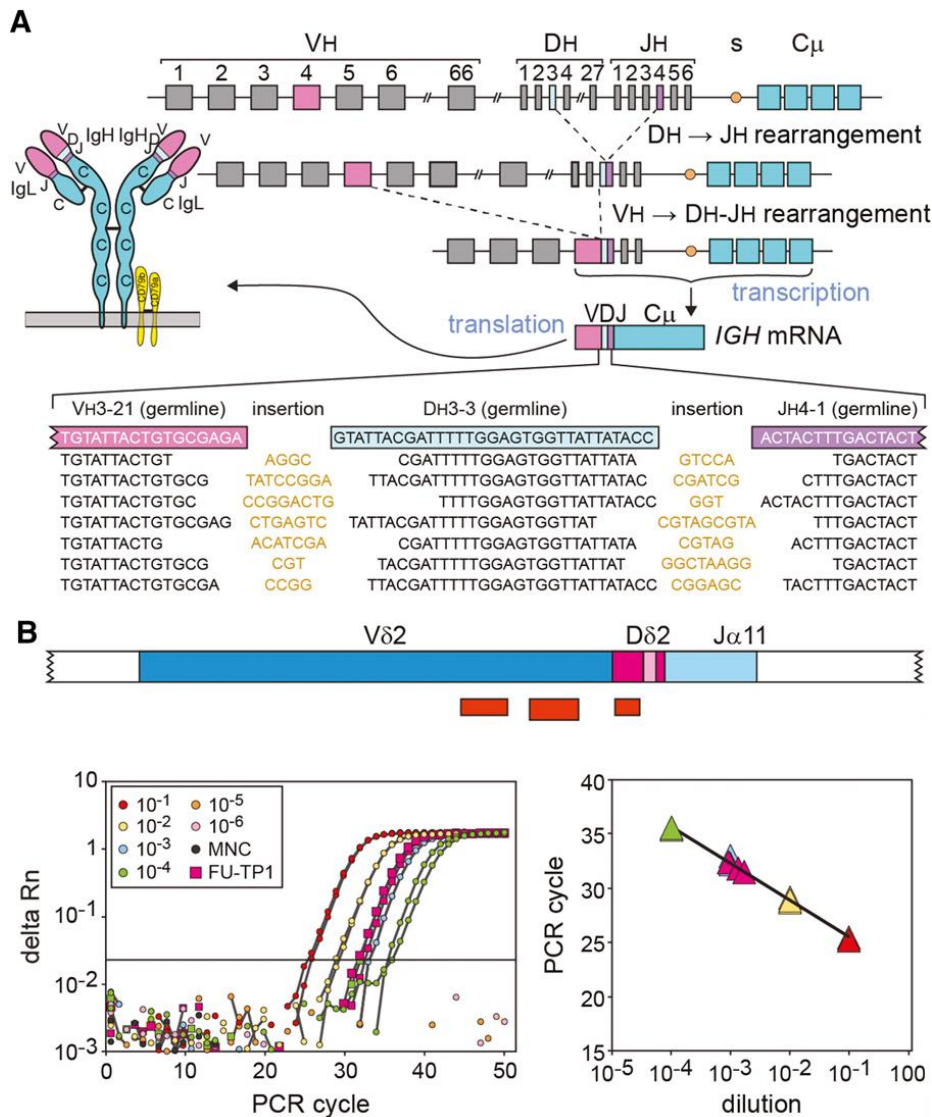 A
VH DH JH s Cμ
1 2 3 4 5 6 66 1 2 3 4 27 1 2 3 4 5 6
DH → JH rearrangement
V D J IgH IgH J D V
V V
IgL J J
C C IgL
C C
C C
C C
CD79b CD79a
VH → DH-JH rearrangement
transcription
translation
VDJ Cμ
IGH mRNA
VH3-21 (germline) insertion DH3-3 (germline) insertion JH4-1 (germline)
TGTATTACTGTGCGAGA GTATTACGATTTTTGGAGTGGTTATTATACC ACTACTTTGACTACT
TGTATTACTGT AGGC CGATTTTTGGAGTGGTTATTATA GTCCA TGACTACT
TGTATTACTGTGCG TATCCGGA TTACGATTTTTGGAGTGGTTATTATAC CGATCG CTTTGACTACT
TGTATTACTGTGC CCGGACTG TTTTGGAGTGGTTATTATACC GGT ACTACTTTGACTACT
TGTATTACTGTGCGAG CTGAGTC TATTACGATTTTTGGAGTGGTTAT CGTAGCGTA TTTGACTACT
TGTATTACTG ACATCGA CGATTTTTGGAGTGGTTATTATA CGTAG ACTTTGACTACT
TGTATTACTGTGCG CGT TACGATTTTTGGAGTGGTTATTAT GGCTAAGG TGACTACT
TGTATTACTGTGCGA CCGG TTACGATTTTTGGAGTGGTTATTATACC CGGAGC TACTTTGACTACT
B
Vδ2 Dδ2 Jα11
10
1
10⁻¹
10⁻²
10⁻³
delta Rn
10⁻¹ 10⁻⁵
10⁻² 10⁻⁶
10⁻³ MNC
10⁻⁴ FU-TP1
0 10 20 30 40 50
PCR cycle
40
35
30
25
20
15
PCR cycle
10⁻⁵ 10⁻⁴ 10⁻³ 10⁻² 10⁻¹ 100
dilution